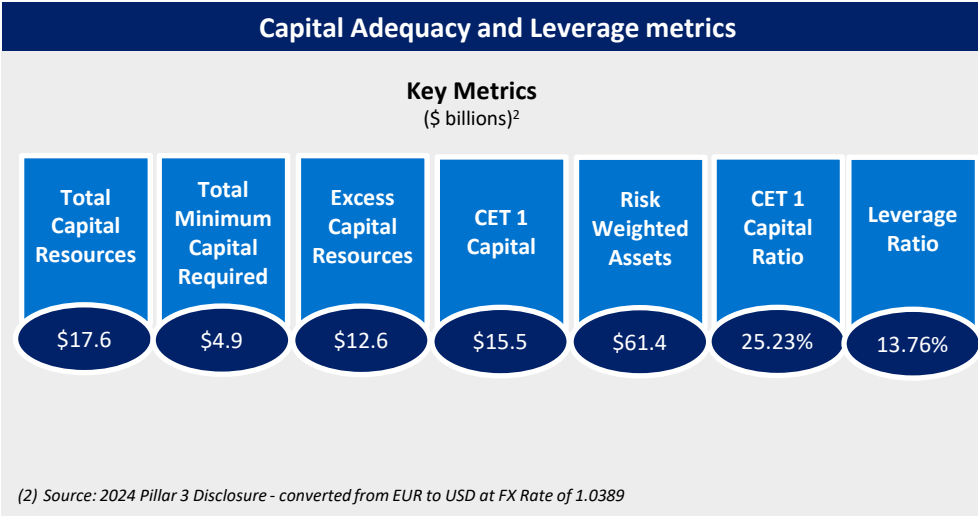 Capital Adequacy and Leverage metrics
Key Metrics
($ billions)2
Total
Capital
Resources
Total
Minimum
Capital
Required
Excess
Capital
Resources
CET 1
Capital
Risk
Weighted
Assets
CET 1
Capital
Ratio
Leverage
Ratio
$17.6
$4.9
$12.6
$15.5
$61.4
25.23%
13.76%
(2) Source: 2024 Pillar 3 Disclosure - converted from EUR to USD at FX Rate of 1.0389